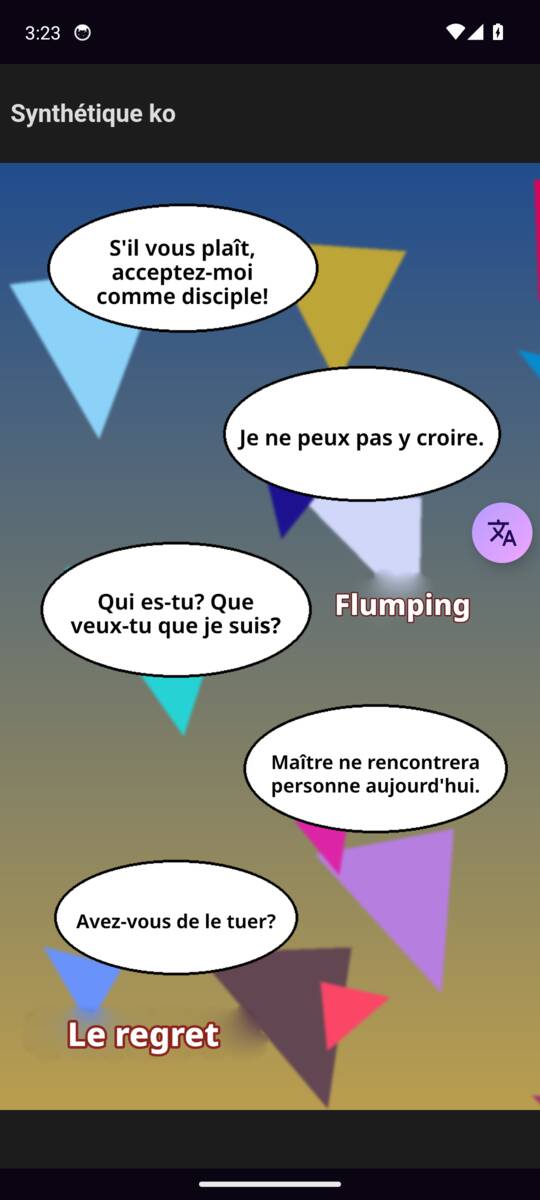 3:23
Synthétique ko
S'il vous plaît,
acceptez-moi
comme disciple!
Je ne peux pas y croire.
Qui es-tu? Que
veux-tu que je suis?
Flumping
Maître ne rencontrera
personne aujourd'hui.
Avez-vous de le tuer?
Le regret